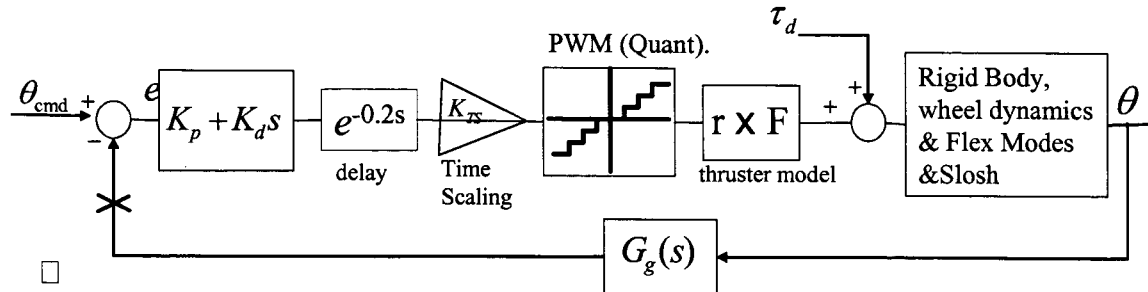 τ_d
PWM (Quant).
θ_cmd
+
−
e
K_p + K_d s
e^{-0.2s}
delay
K_TS
Time
Scaling
r x F
thruster model
+
+
Rigid Body,
wheel dynamics
& Flex Modes
&Slosh
θ
G_g(s)